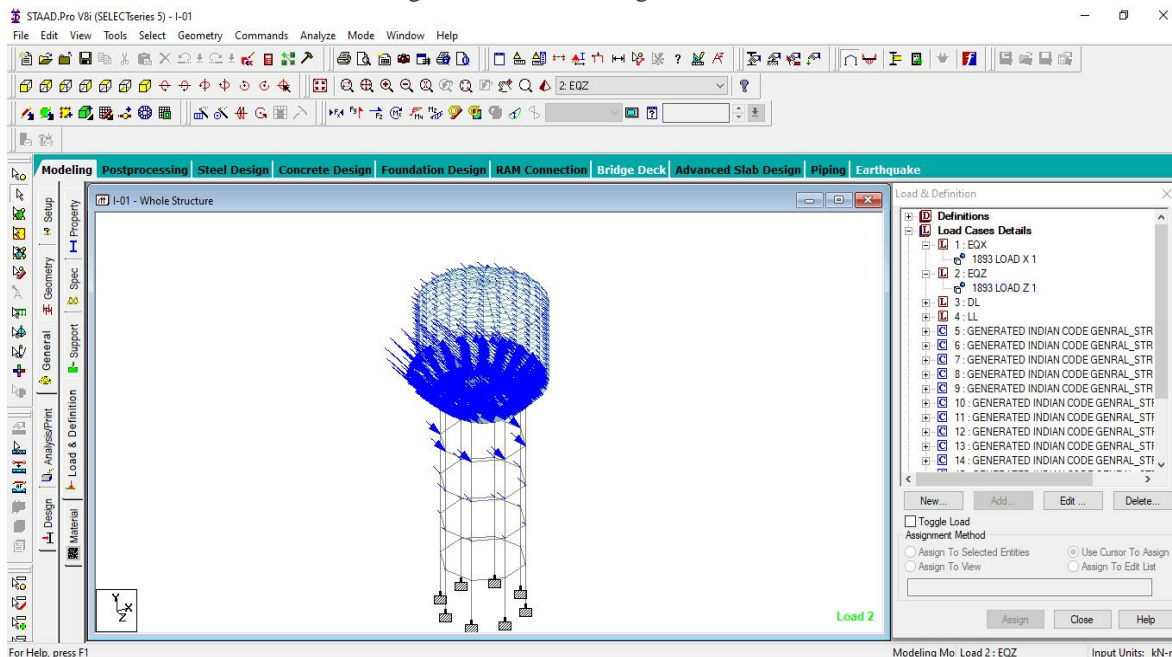 STAAD.Pro V8i (SELECTseries 5) - I-01
File Edit View Tools Select Geometry Commands Analyze Mode Window Help
2: EQZ
Modeling Postprocessing Steel Design Concrete Design Foundation Design RAM Connection Bridge Deck Advanced Slab Design Piping Earthquake
Setup
Geometry
General
Analysis/Print
Design
Property
Spec
Support
Load & Definition
Material
I-01 - Whole Structure
Y
X
Z
Load 2
Load & Definition
Definitions
Load Cases Details
1 : EQX
1893 LOAD X 1
2 : EQZ
1893 LOAD Z 1
3 : DL
4 : LL
5 : GENERATED INDIAN CODE GENRAL_STR
6 : GENERATED INDIAN CODE GENRAL_STR
7 : GENERATED INDIAN CODE GENRAL_STR
8 : GENERATED INDIAN CODE GENRAL_STR
9 : GENERATED INDIAN CODE GENRAL_STR
10 : GENERATED INDIAN CODE GENRAL_STF
11 : GENERATED INDIAN CODE GENRAL_STF
12 : GENERATED INDIAN CODE GENRAL_STF
13 : GENERATED INDIAN CODE GENRAL_STF
14 : GENERATED INDIAN CODE GENRAL_STF
New... Add... Edit ... Delete...
Toggle Load
Assignment Method
Assign To Selected Entities Use Cursor To Assign
Assign To View Assign To Edit List
Assign Close Help
For Help, press F1
Modeling Mo Load 2 : EQZ Input Units: kN-